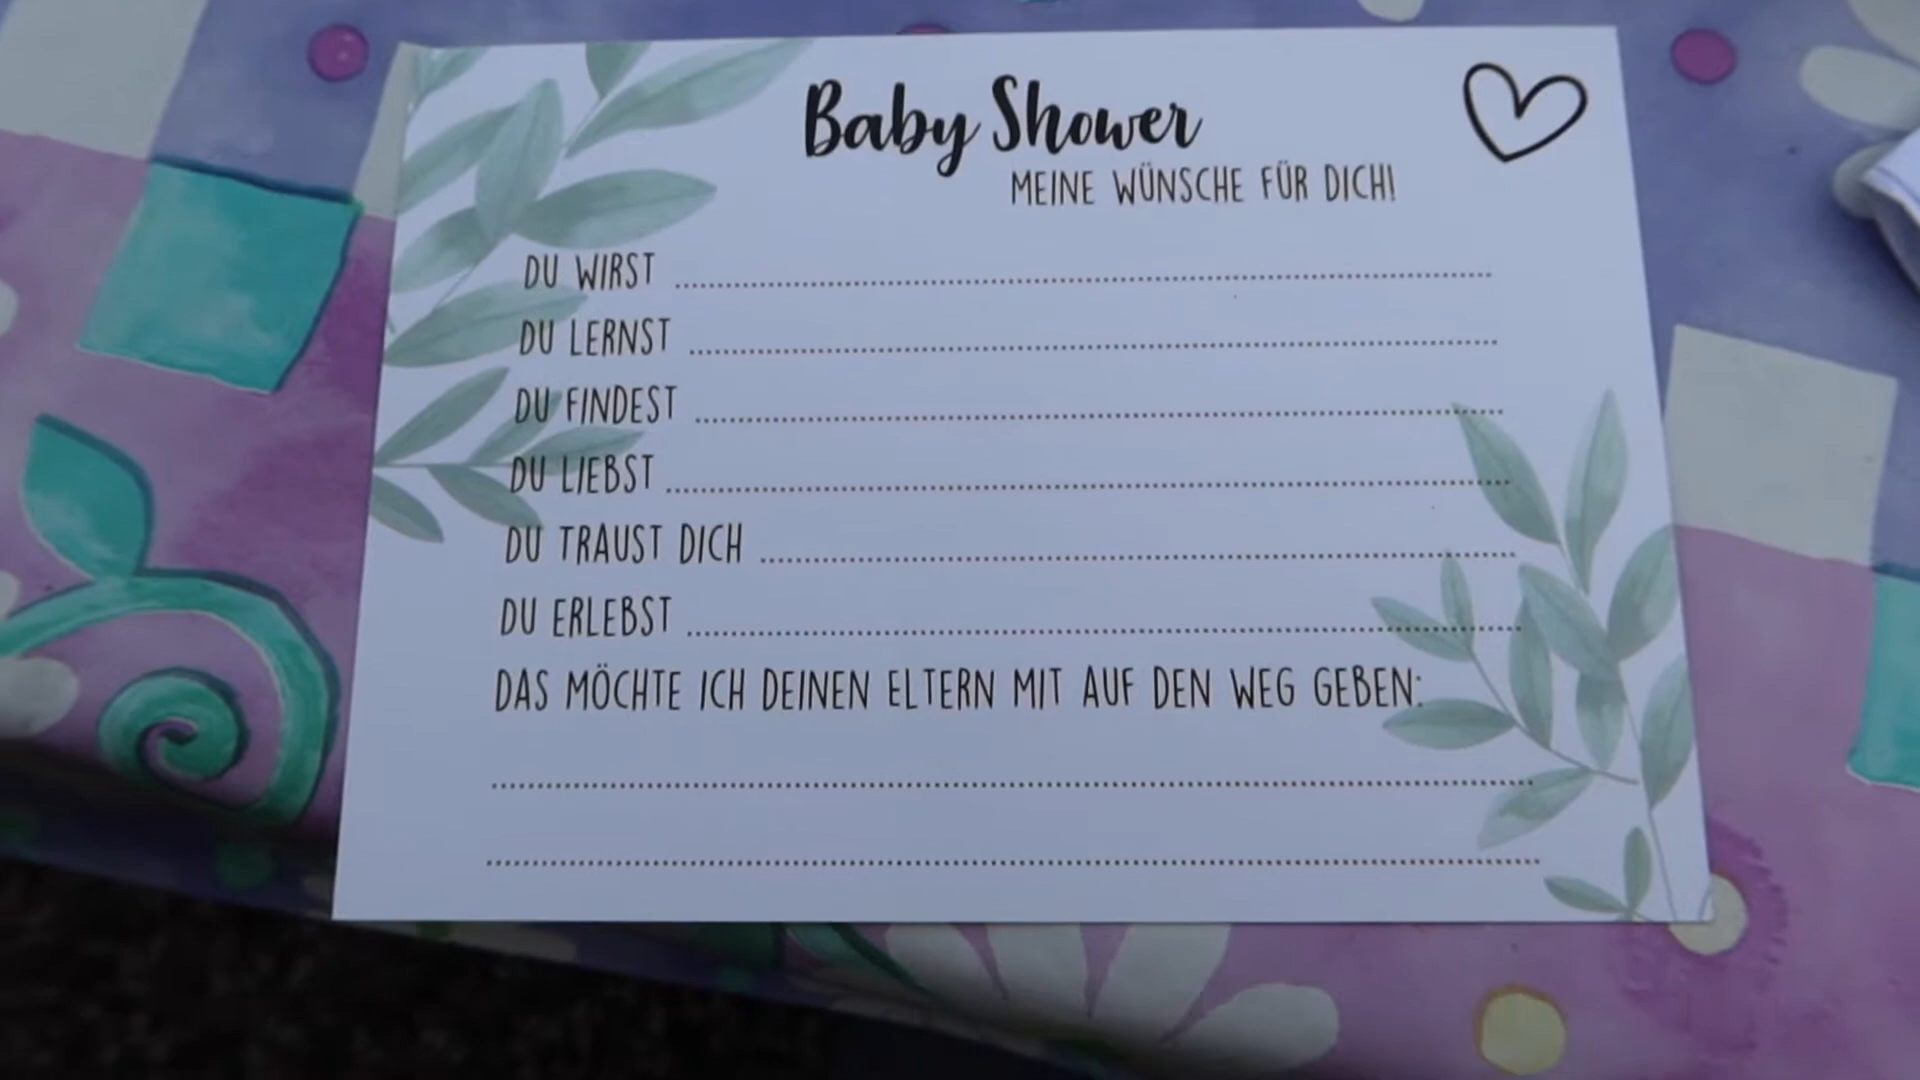 Baby Shower
MEINE WÜNSCHE FÜR DICH!
DU WIRST
DU LERNST
DU FINDEST
DU LIEBST
DU TRAUST DICH
DU ERLEBST
DAS MÖCHTE ICH DEINEN ELTERN MIT AUF DEN WEG GEBEN: